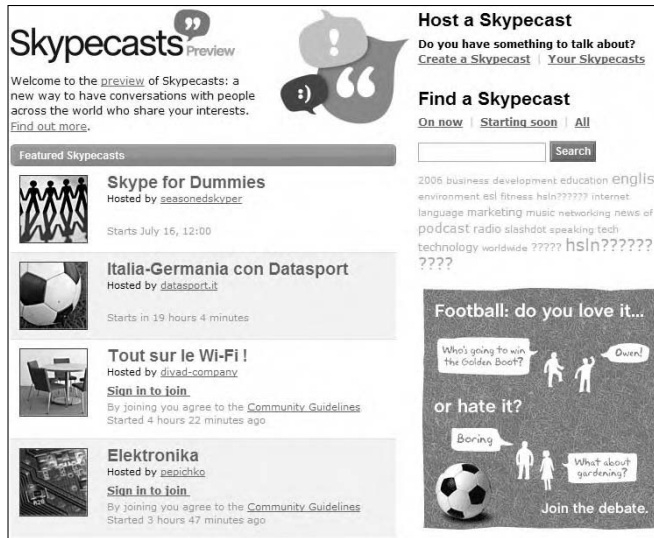 Skypecasts Preview
Welcome to the preview of Skypecasts: a
new way to have conversations with people
across the world who share your interests.
Find out more.
Featured Skypecasts
Skype for Dummies
Hosted by seasonedskyper
Starts July 16, 12:00
Italia-Germania con Datasport
Hosted by datasport.it
Starts in 19 hours 4 minutes
Tout sur le Wi-Fi !
Hosted by divad-company
Sign in to join
By joining you agree to the Community Guidelines
Started 4 hours 22 minutes ago
Elektronika
Hosted by pepichko
Sign in to join
By joining you agree to the Community Guidelines
Started 3 hours 47 minutes ago
Host a Skypecast
Do you have something to talk about?
Create a Skypecast | Your Skypecasts
Find a Skypecast
On now | Starting soon | All
Search
2006 business development education englis
environment esl fitness hsln?????? internet
language marketing music networking news of
podcast radio slashdot speaking tech
technology worldwide ????? hsln??????
????
Football: do you love it...
Who's going to win
the Golden Boot?
Owen!
or hate it?
Boring
What about
gardening?
Join the debate.